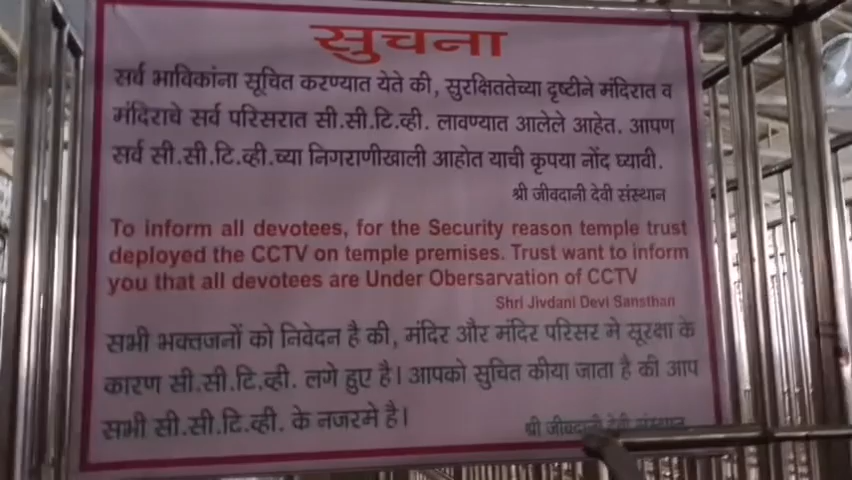 सूचना
सर्व भाविकांना सूचित करण्यात येते की, सुरक्षिततेच्या दृष्टीने मंदिरात व
मंदिराचे सर्व परिसरात सी.सी.टि.व्ही. लावण्यात आलेले आहेत. आपण
सर्व सी.सी.टि.व्ही.च्या निगराणीखाली आहोत याची कृपया नोंद घ्यावी.
श्री जीवदानी देवी संस्थान
To inform all devotees, for the Security reason temple trust
deployed the CCTV on temple premises. Trust want to inform
you that all devotees are Under Obersarvation of CCTV
Shri Jivdani Devi Sansthan
सभी भक्तजनों को निवेदन है की, मंदिर और मंदिर परिसर मे सूरक्षा के
कारण सी.सी.टि.व्ही. लगे हुए है। आपको सुचित कीया जाता है की आप
सभी सी.सी.टि.व्ही. के नजरमे है।
श्री जीवदानी देवी संस्थान